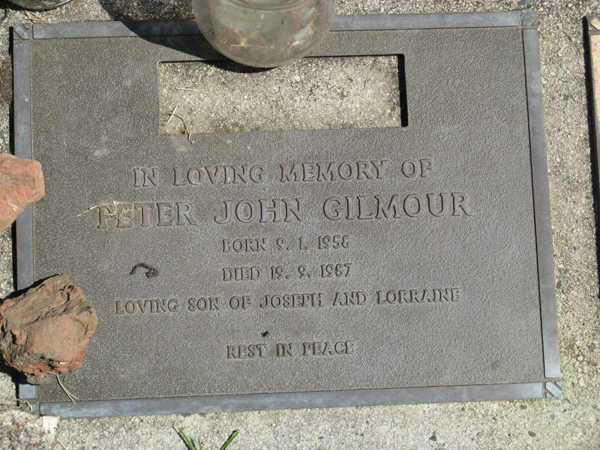 IN LOVING MEMORY OF
PETER JOHN GILMOUR
BORN 9. 1. 1958
DIED 19. 9. 1987
LOVING SON OF JOSEPH AND LORRAINE
REST IN PEACE